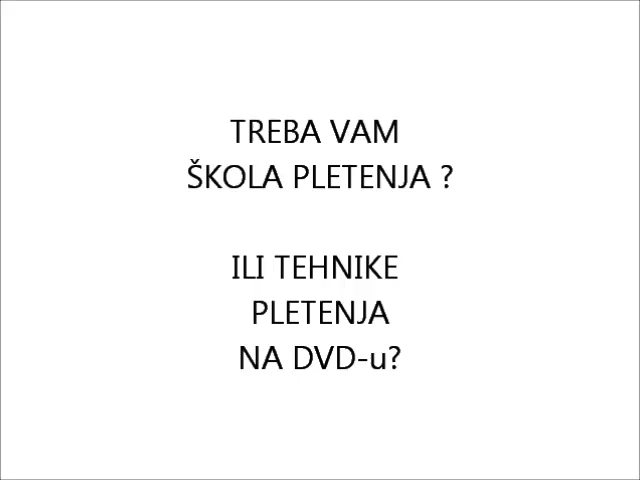 TREBA VAM
ŠKOLA PLETENJA ?
ILI TEHNIKE
PLETENJA
NA DVD-u?